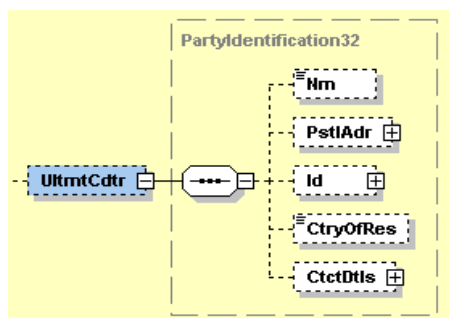 PartyIdentification32
Nm
PstlAdr
UltmtCdtr
Id
CtryOfRes
CtctDtls